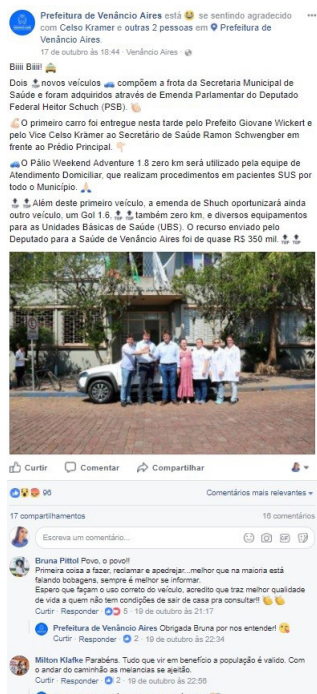 Prefeitura de Venâncio Aires está se sentindo agradecido
com Celso Kramer e outras 2 pessoas em Prefeitura de
Venâncio Aires.
17 de outubro às 18:44 · Venâncio Aires ·
Biiii Biii!
Dois novos veículos compõem a frota da Secretaria Municipal de
Saúde e foram adquiridos através de Emenda Parlamentar do Deputado
Federal Heitor Schuch (PSB).
O primeiro carro foi entregue nesta tarde pelo Prefeito Giovane Wickert e
pelo Vice Celso Krämer ao Secretário de Saúde Ramon Schwengber em
frente ao Prédio Principal.
O Pálio Weekend Adventure 1.8 zero km será utilizado pela equipe de
Atendimento Domiciliar, que realizam procedimentos em pacientes SUS por
todo o Município.
Além deste primeiro veículo, a emenda de Shuch oportunizará ainda
outro veículo, um Gol 1.6, também zero km, e diversos equipamentos
para as Unidades Básicas de Saúde (UBS). O recurso enviado pelo
Deputado para a Saúde de Venâncio Aires foi de quase R$ 350 mil.
Curtir Comentar Compartilhar
96
Comentários mais relevantes
17 compartilhamentos 16 comentários
Escreva um comentário...
Bruna Pittol Povo, o povo!!
Primeira coisa a fazer, reclamar e apedrejar...melhor que na maioria está
falando bobagens, sempre é melhor se informar.
Espero que façam o uso correto do veículo, acredito que traz melhor qualidade
de vida a quem não tem condições de sair de casa pra consultar!!
Curtir · Responder · 5 · 19 de outubro às 21:17
Prefeitura de Venâncio Aires Obrigada Bruna por nos entender!
Curtir · Responder · 2 · 19 de outubro às 22:34
Milton Klafke Parabéns. Tudo que vir em benefício a população é valido. Com
o andar do caminhão as melancias se ajeitão.
Curtir · Responder · 2 · 19 de outubro às 22:56